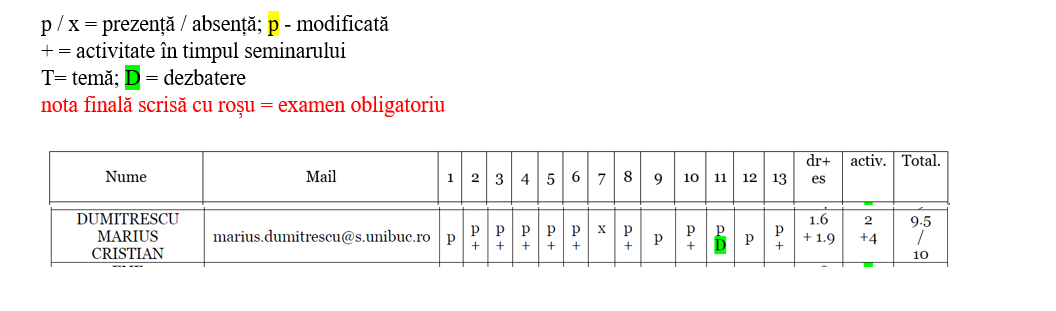 p / x = prezență / absență; p - modificată
+ = activitate în timpul seminarului
T= temă; D = dezbatere
nota finală scrisă cu roșu = examen obligatoriu
Nume Mail 1 2 3 4 5 6 7 8 9 10 11 12 13 dr+ es activ. Total.
DUMITRESCU MARIUS CRISTIAN marius.dumitrescu@s.unibuc.ro p p + p + p + p + p + x p + p p + p D p p + 1.6 + 1.9 2 +4 9.5 / 10